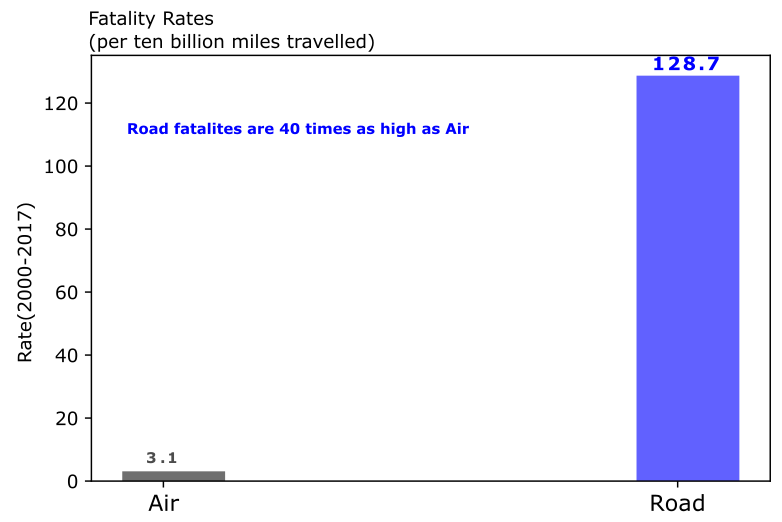 Fatality Rates
(per ten billion miles travelled)
128.7
120
Road fatalites are 40 times as high as Air
100
80
Rate(2000-2017)
60
40
20
3.1
0
Air Road